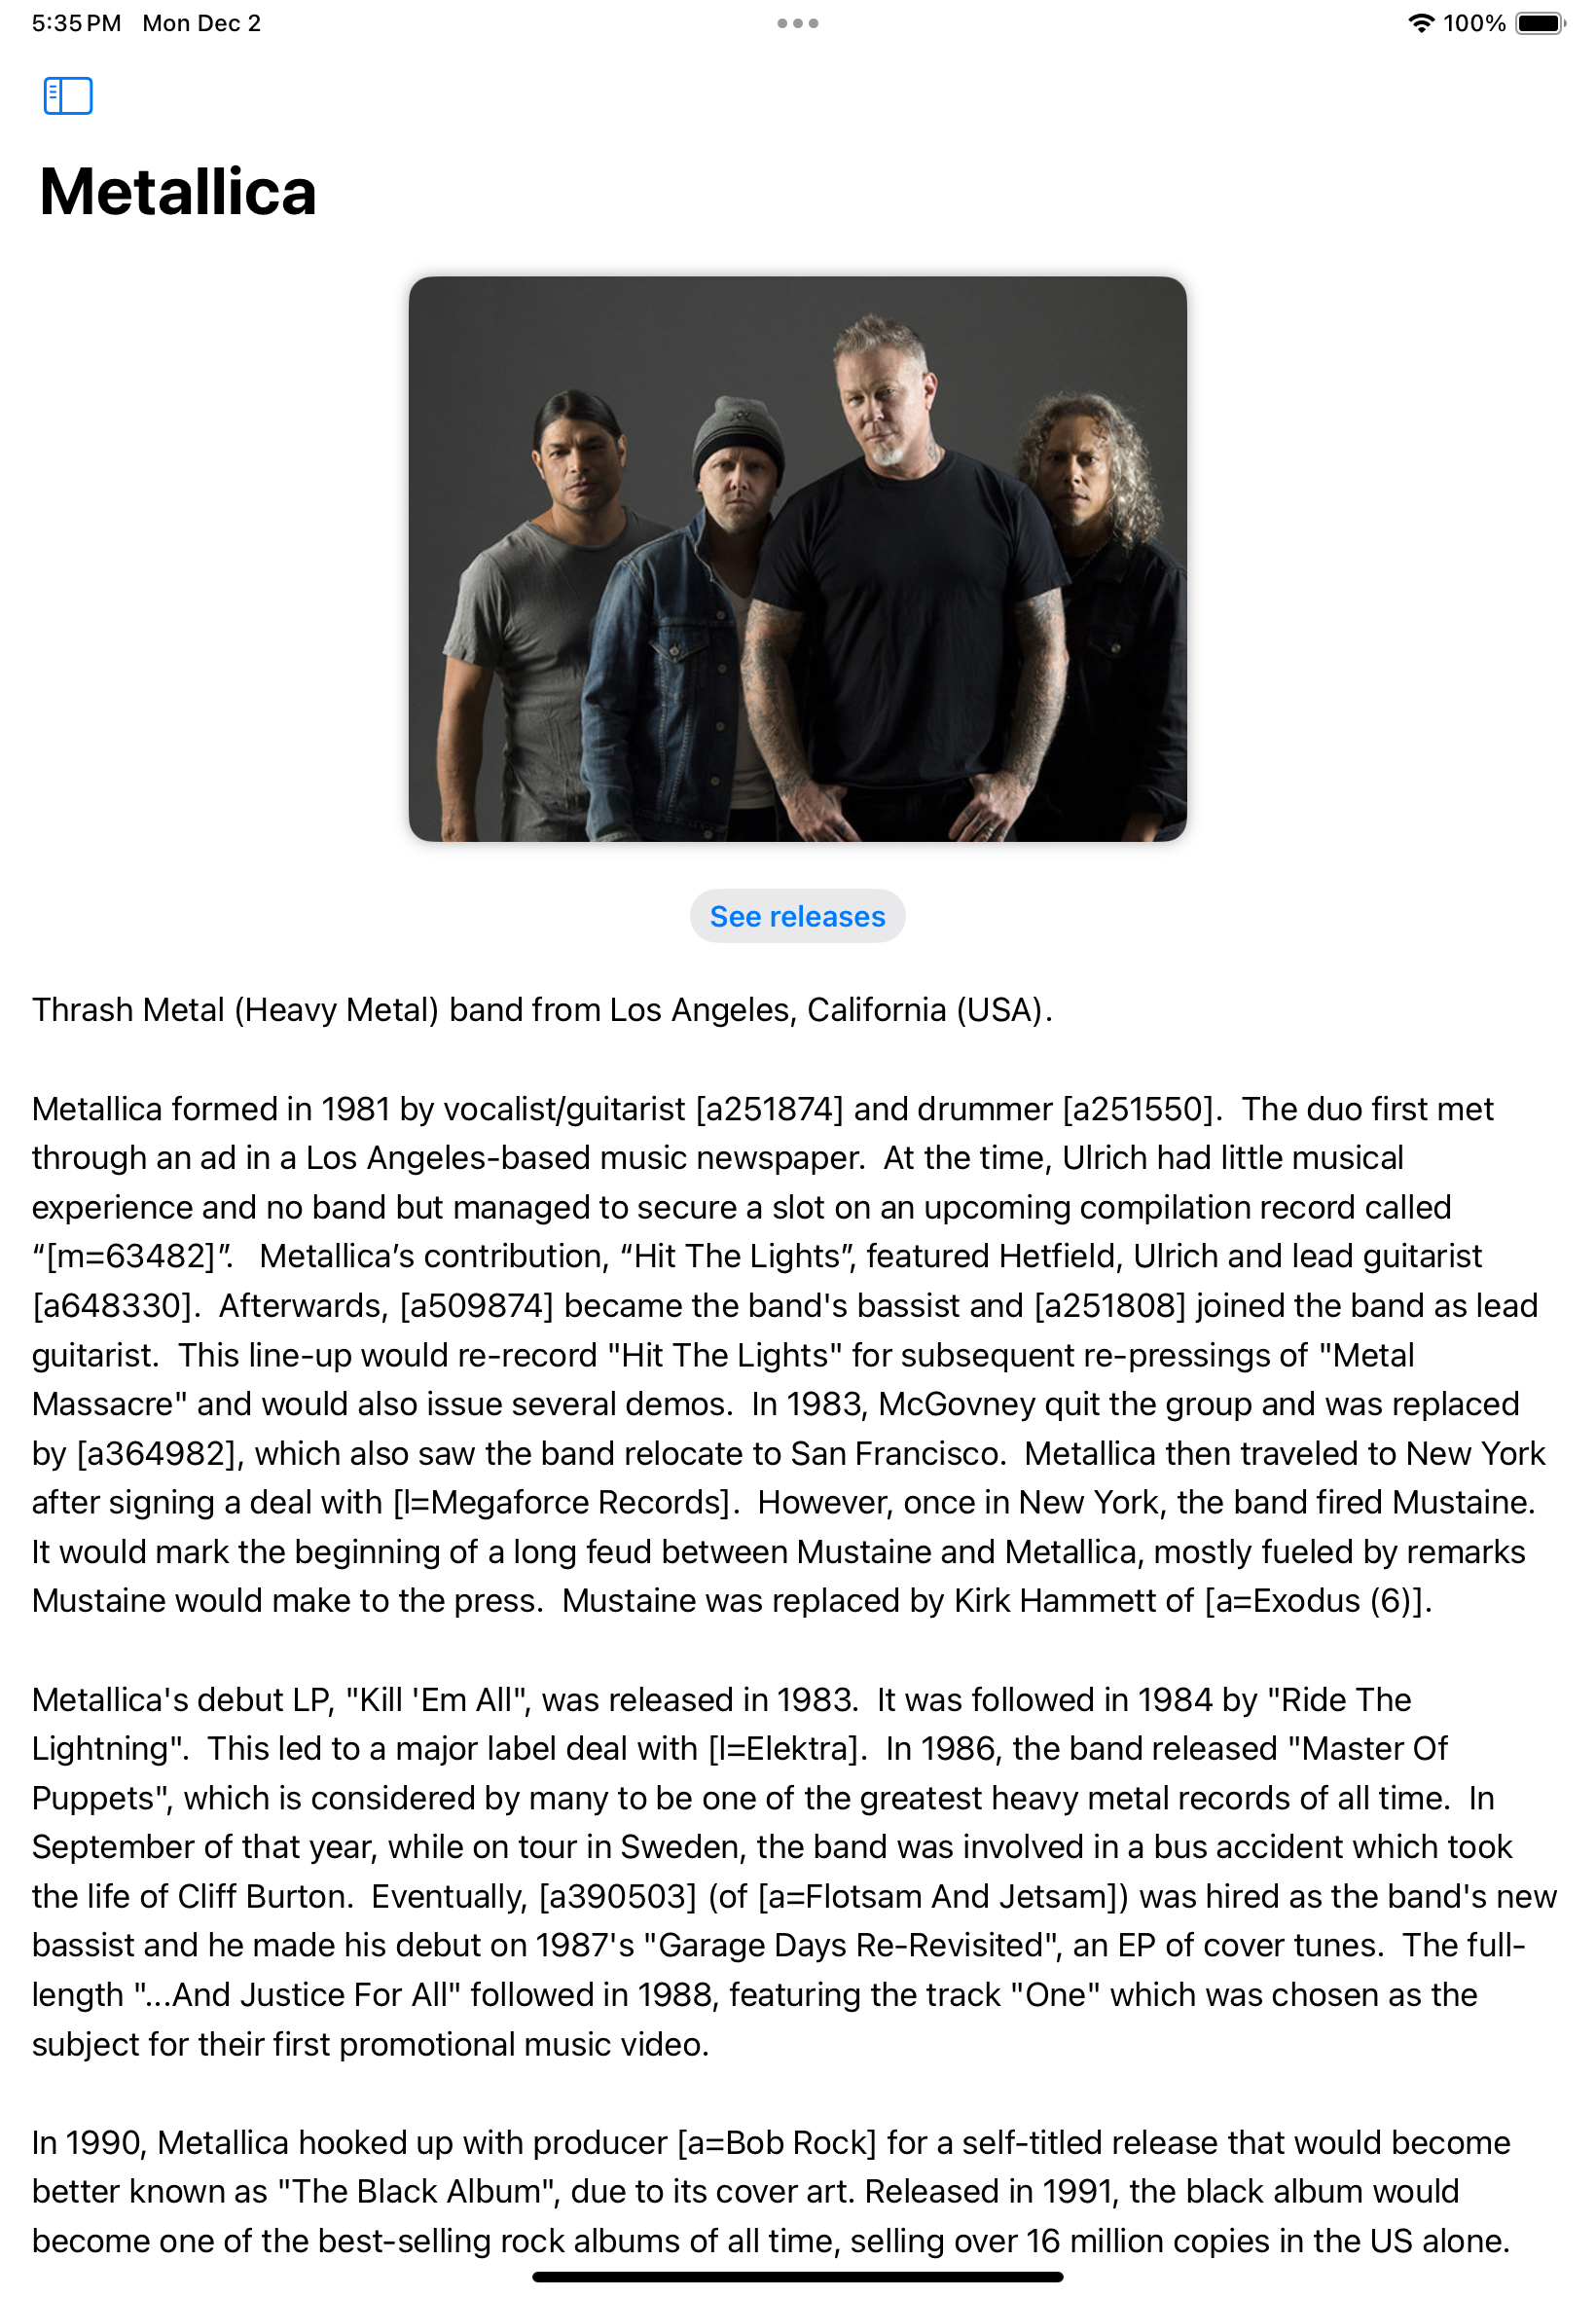 5:35 PM Mon Dec 2
100%
Metallica
See releases
Thrash Metal (Heavy Metal) band from Los Angeles, California (USA).
Metallica formed in 1981 by vocalist/guitarist [a251874] and drummer [a251550].  The duo first met
through an ad in a Los Angeles-based music newspaper.  At the time, Ulrich had little musical
experience and no band but managed to secure a slot on an upcoming compilation record called
“[m=63482]”.   Metallica’s contribution, “Hit The Lights”, featured Hetfield, Ulrich and lead guitarist
[a648330].  Afterwards, [a509874] became the band's bassist and [a251808] joined the band as lead
guitarist.  This line-up would re-record "Hit The Lights" for subsequent re-pressings of "Metal
Massacre" and would also issue several demos.  In 1983, McGovney quit the group and was replaced
by [a364982], which also saw the band relocate to San Francisco.  Metallica then traveled to New York
after signing a deal with [l=Megaforce Records].  However, once in New York, the band fired Mustaine.
It would mark the beginning of a long feud between Mustaine and Metallica, mostly fueled by remarks
Mustaine would make to the press.  Mustaine was replaced by Kirk Hammett of [a=Exodus (6)].
Metallica's debut LP, "Kill 'Em All", was released in 1983.  It was followed in 1984 by "Ride The
Lightning".  This led to a major label deal with [l=Elektra].  In 1986, the band released "Master Of
Puppets", which is considered by many to be one of the greatest heavy metal records of all time.  In
September of that year, while on tour in Sweden, the band was involved in a bus accident which took
the life of Cliff Burton.  Eventually, [a390503] (of [a=Flotsam And Jetsam]) was hired as the band's new
bassist and he made his debut on 1987's "Garage Days Re-Revisited", an EP of cover tunes.  The full-
length "...And Justice For All" followed in 1988, featuring the track "One" which was chosen as the
subject for their first promotional music video.
In 1990, Metallica hooked up with producer [a=Bob Rock] for a self-titled release that would become
better known as "The Black Album", due to its cover art. Released in 1991, the black album would
become one of the best-selling rock albums of all time, selling over 16 million copies in the US alone.